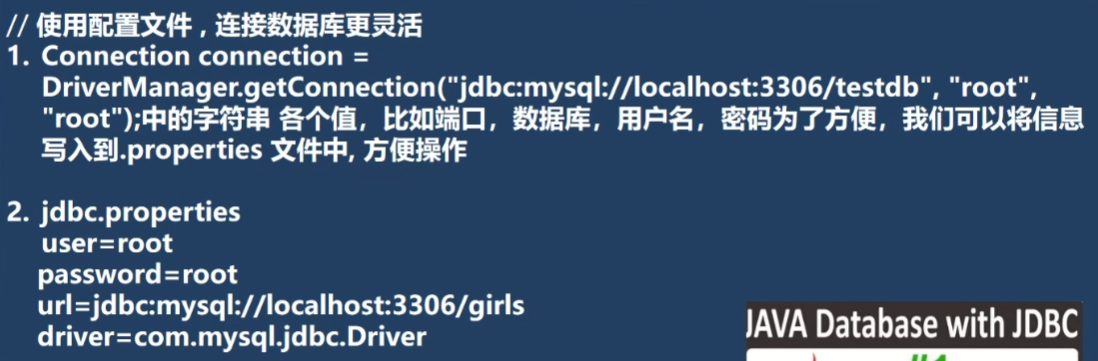 // 使用配置文件，连接数据库更灵活
1. Connection connection =
DriverManager.getConnection("jdbc:mysql://localhost:3306/testdb", "root",
"root");中的字符串 各个值，比如端口，数据库，用户名，密码为了方便，我们可以将信息
写入到.properties 文件中, 方便操作
2. jdbc.properties
user=root
password=root
url=jdbc:mysql://localhost:3306/girls
driver=com.mysql.jdbc.Driver
JAVA Database with JDBC
#1